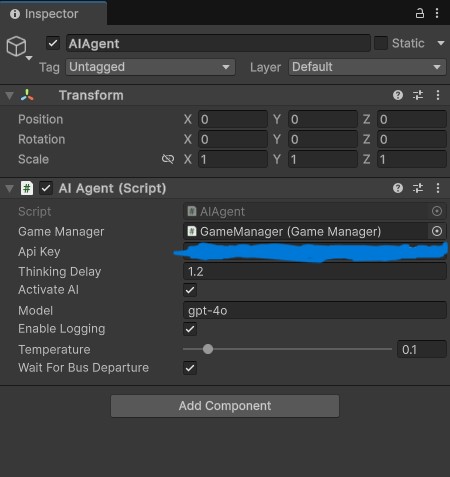 Inspector
AIAgent Static
Tag Untagged Layer Default
Transform
Position X 0 Y 0 Z 0
Rotation X 0 Y 0 Z 0
Scale X 1 Y 1 Z 1
# AI Agent (Script)
Script # AIAgent
Game Manager # GameManager (Game Manager)
Api Key
Thinking Delay 1.2
Activate AI
Model gpt-4o
Enable Logging
Temperature 0.1
Wait For Bus Departure
Add Component